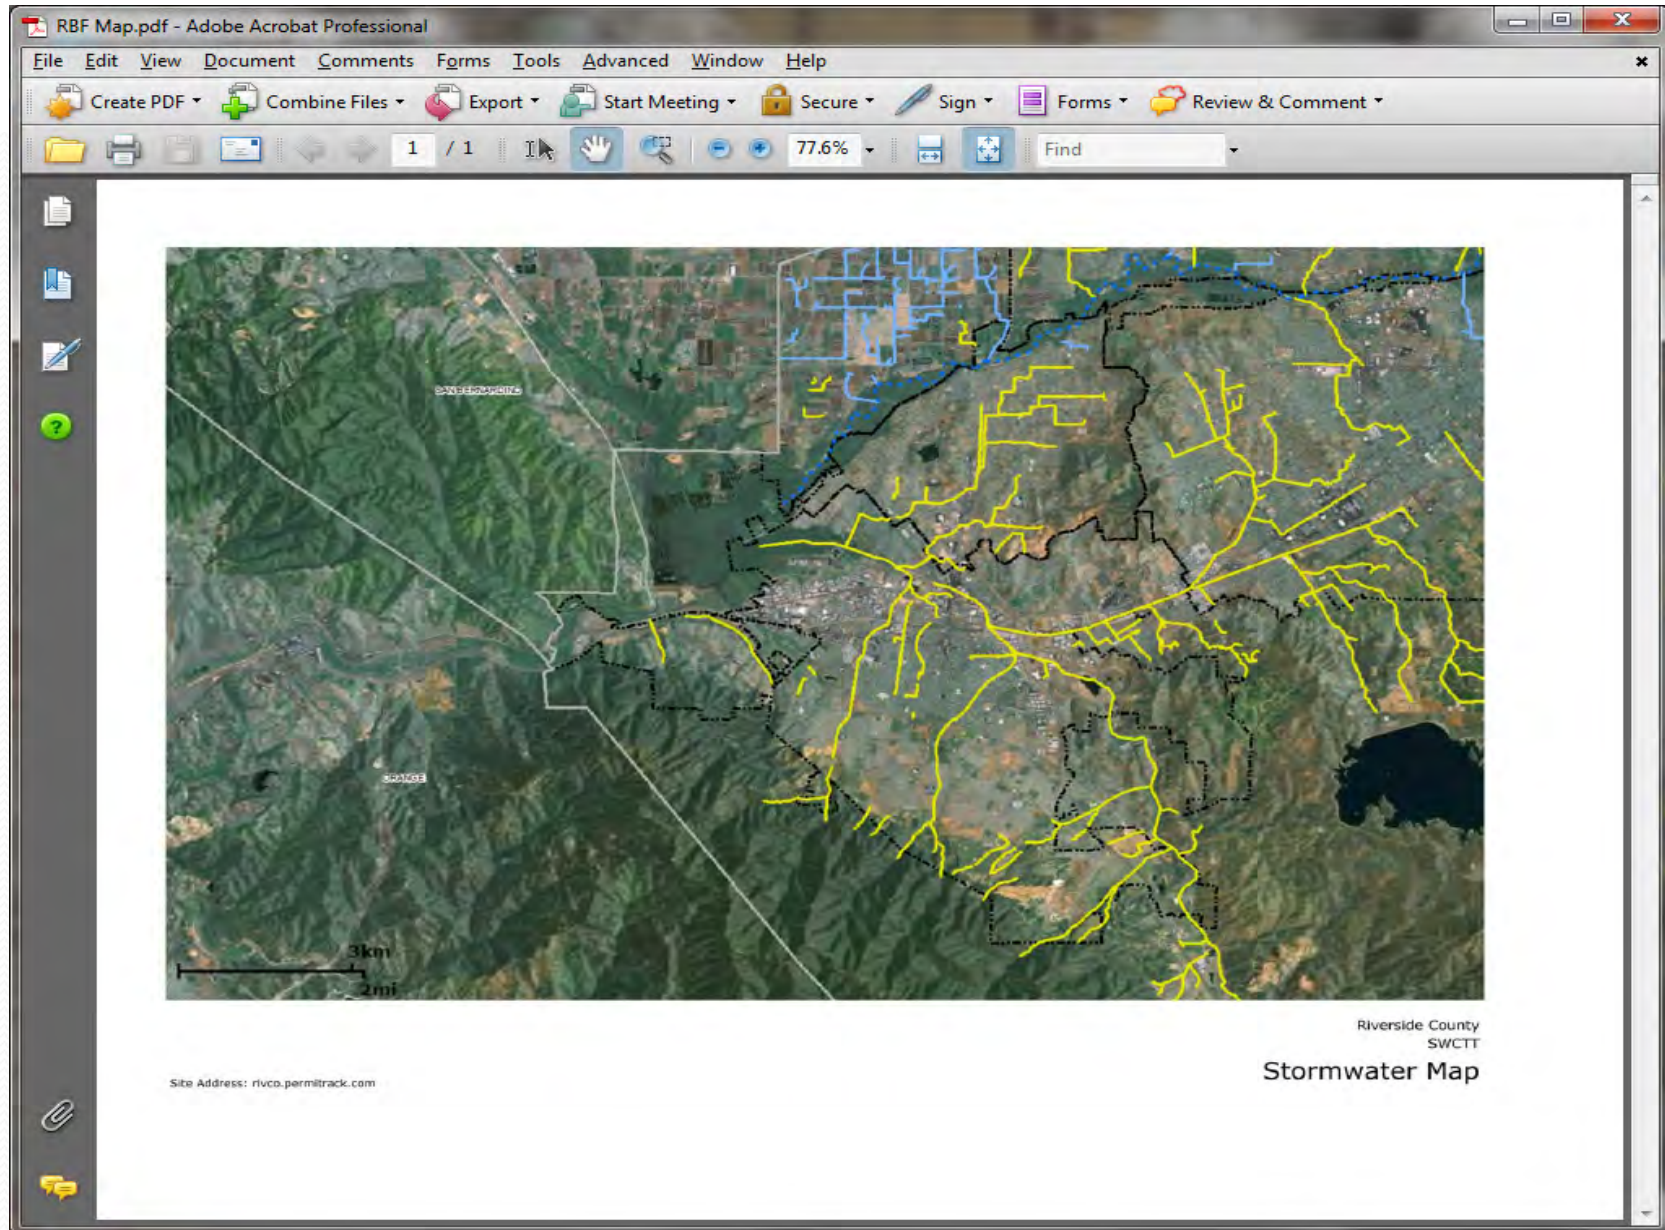 RBF Map.pdf - Adobe Acrobat Professional
File Edit View Document Comments Forms Tools Advanced Window Help
Create PDF Combine Files Export Start Meeting Secure Sign Forms Review & Comment
1 / 1 77.6% Find
SAN BERNARDINO
ORANGE
3km
2mi
Riverside County
SWCTT
Stormwater Map
Site Address: rivco.permitrack.com